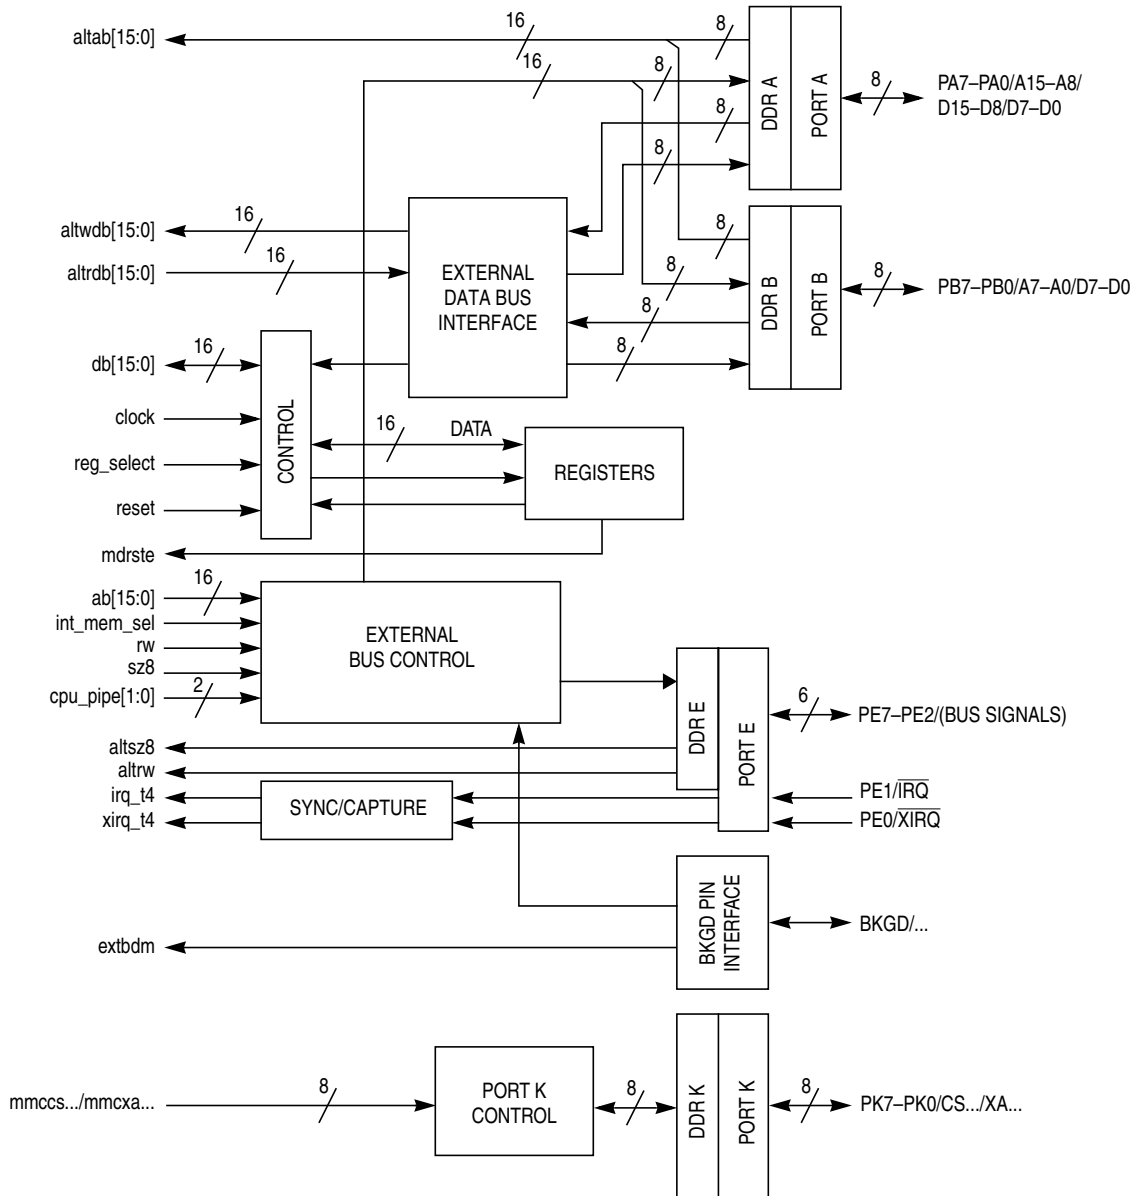 altab[15:0]
16
8
16
8
DDR A
PORT A
8
PA7–PA0/A15–A8/
D15–D8/D7–D0
8
8
altwdb[15:0]
16
altrdb[15:0]
16
EXTERNAL
DATA BUS
INTERFACE
8
8
8
8
DDR B
PORT B
8
PB7–PB0/A7–A0/D7–D0
db[15:0]
16
clock
reg_select
reset
CONTROL
16
DATA
REGISTERS
mdrste
ab[15:0]
16
int_mem_sel
rw
sz8
cpu_pipe[1:0]
2
EXTERNAL
BUS CONTROL
DDR E
PORT E
6
PE7–PE2/(BUS SIGNALS)
altsz8
altrw
irq_t4
xirq_t4
SYNC/CAPTURE
PE1/IRQ
PE0/XIRQ
BKGD PIN
INTERFACE
BKGD/...
extbdm
mmccs.../mmcxa...
8
PORT K
CONTROL
8
DDR K
PORT K
8
PK7–PK0/CS.../XA...